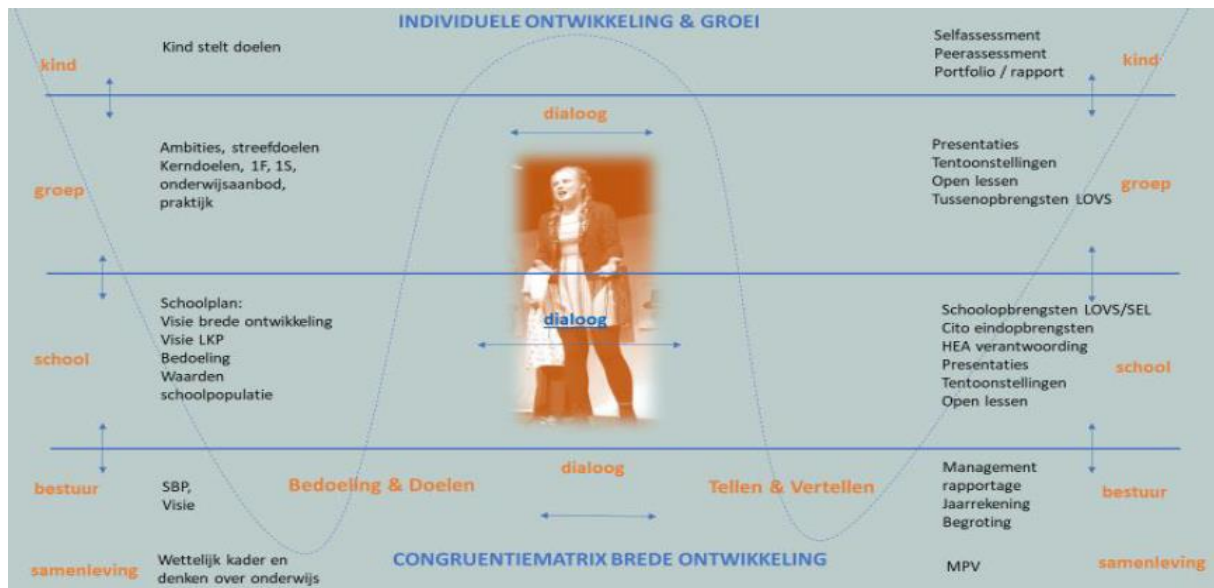 INDIVIDUELE ONTWIKKELING & GROEI
kind
Kind stelt doelen
Selfassessment
Peerassessment
Portfolio / rapport
kind
dialoog
groep
Ambities, streefdoelen
Kerndoelen, 1F, 1S,
onderwijsaanbod,
praktijk
Presentaties
Tentoonstellingen
Open lessen
Tussenopbrengsten LOVS
groep
school
Schoolplan:
Visie brede ontwikkeling
Visie LKP
Bedoeling
Waarden
schoolpopulatie
dialoog
Schoolopbrengsten LOVS/SEL
Cito eindopbrengsten
HEA verantwoording
Presentaties
Tentoonstellingen
Open lessen
school
dialoog
bestuur
SBP,
Visie
Bedoeling & Doelen
Tellen & Vertellen
Management
rapportage
Jaarrekening
Begroting
bestuur
samenleving
Wettelijk kader en
denken over onderwijs
CONGRUENTIEMATRIX BREDE ONTWIKKELING
MPV
samenleving